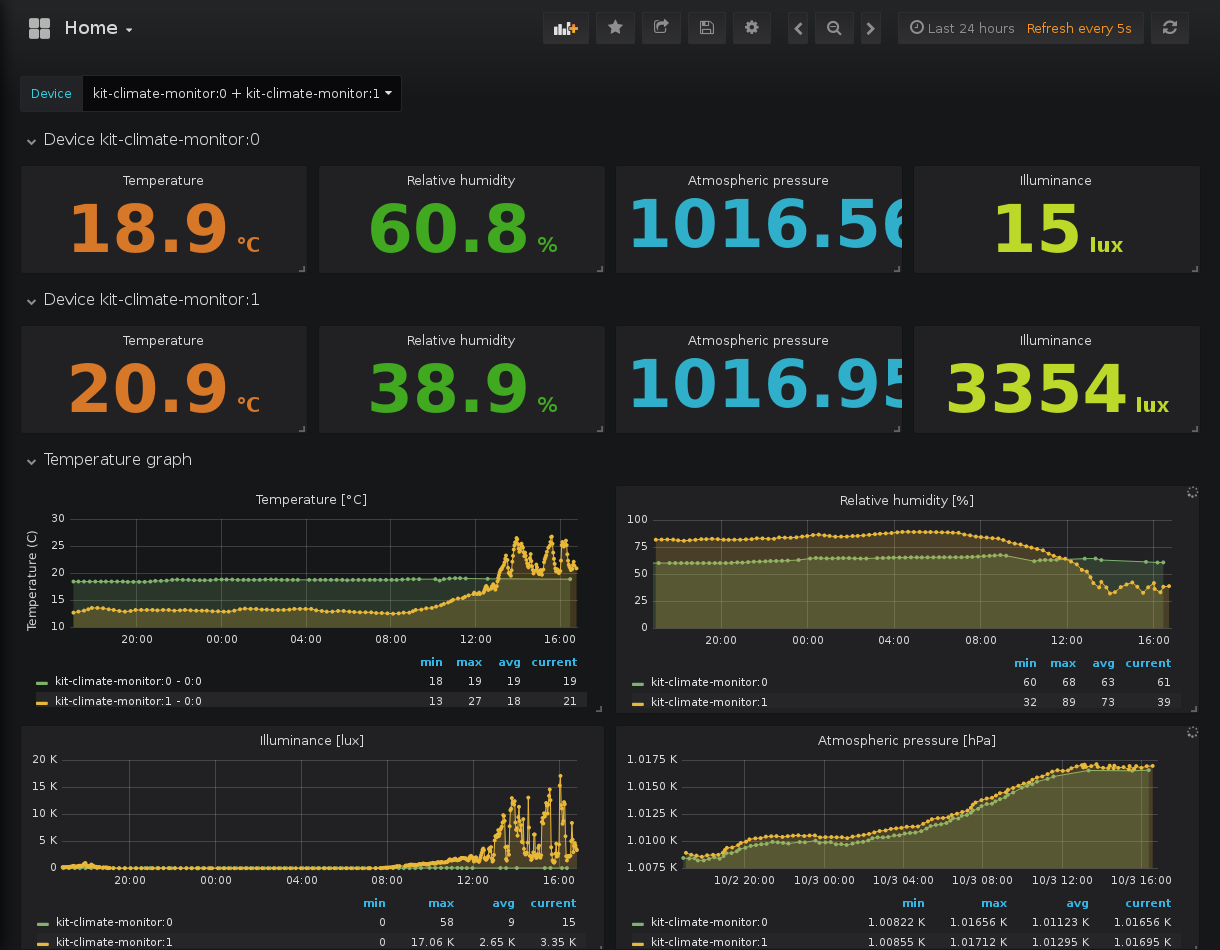 Home
Last 24 hours Refresh every 5s
Device kit-climate-monitor:0 + kit-climate-monitor:1
Device kit-climate-monitor:0
Temperature Relative humidity Atmospheric pressure Illuminance
18.9 °C 60.8 % 1016.56 15 lux
Device kit-climate-monitor:1
Temperature Relative humidity Atmospheric pressure Illuminance
20.9 °C 38.9 % 1016.95 3354 lux
Temperature graph
Temperature [°C]
Temperature (C)
30
25
20
15
10
20:00 00:00 04:00 08:00 12:00 16:00
min max avg current
kit-climate-monitor:0 - 0:0 18 19 19 19
kit-climate-monitor:1 - 0:0 13 27 18 21
Relative humidity [%]
100
75
50
25
0
20:00 00:00 04:00 08:00 12:00 16:00
min max avg current
kit-climate-monitor:0 60 68 63 61
kit-climate-monitor:1 32 89 73 39
Illuminance [lux]
20 K
15 K
10 K
5 K
0
20:00 00:00 04:00 08:00 12:00 16:00
min max avg current
kit-climate-monitor:0 0 58 9 15
kit-climate-monitor:1 0 17.06 K 2.65 K 3.35 K
Atmospheric pressure [hPa]
1.0175 K
1.0150 K
1.0125 K
1.0100 K
1.0075 K
10/2 20:00 10/3 00:00 10/3 04:00 10/3 08:00 10/3 12:00 10/3 16:00
min max avg current
kit-climate-monitor:0 1.00822 K 1.01656 K 1.01123 K 1.01656 K
kit-climate-monitor:1 1.00855 K 1.01712 K 1.01295 K 1.01695 K